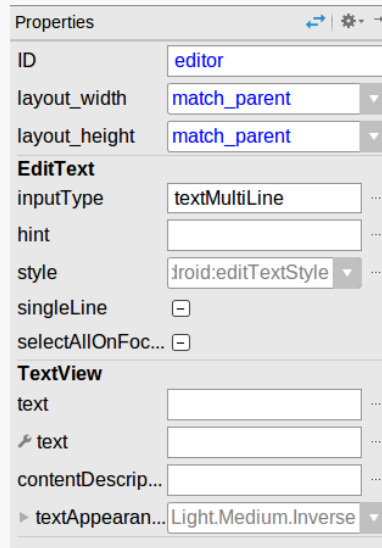 Properties
ID editor
layout_width match_parent
layout_height match_parent
EditText
inputType textMultiLine ...
hint ...
style droid:editTextStyle ...
singleLine
selectAllOnFoc...
TextView
text ...
text ...
contentDescrip... ...
textAppearan... Light.Medium.Inverse